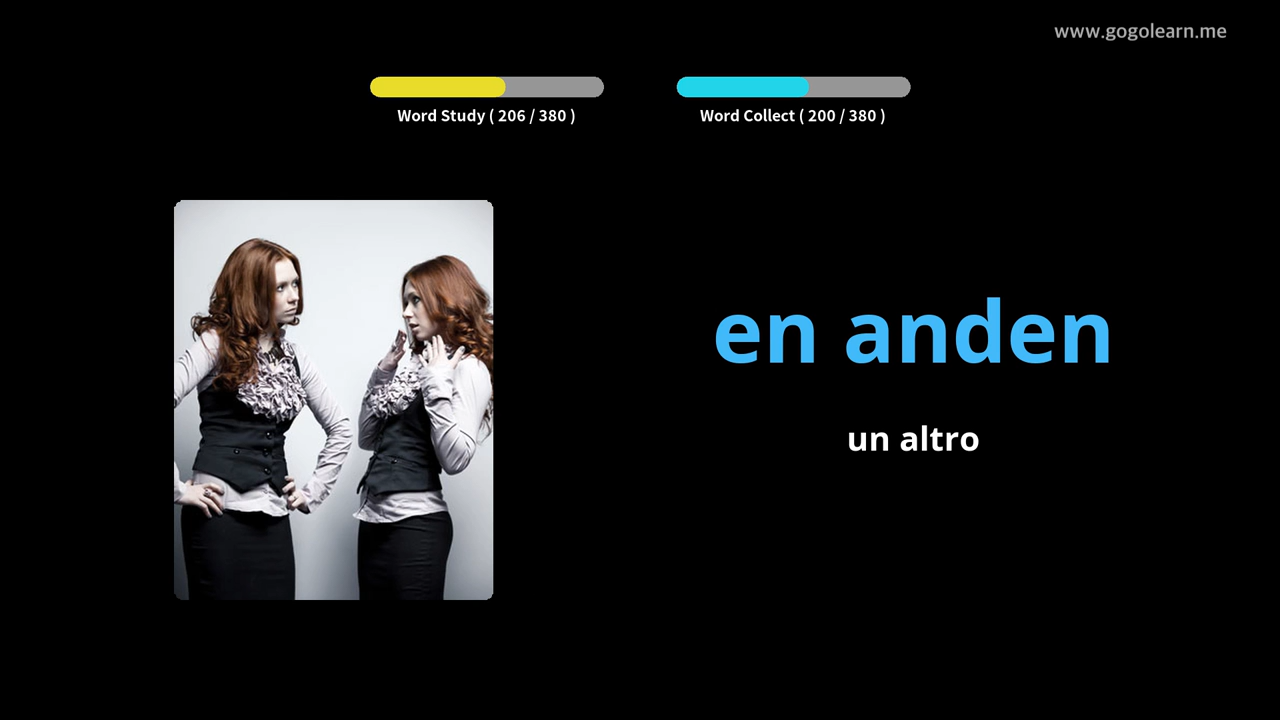 www.gogolearn.me
Word Study ( 206 / 380 )
Word Collect ( 200 / 380 )
en anden
un altro